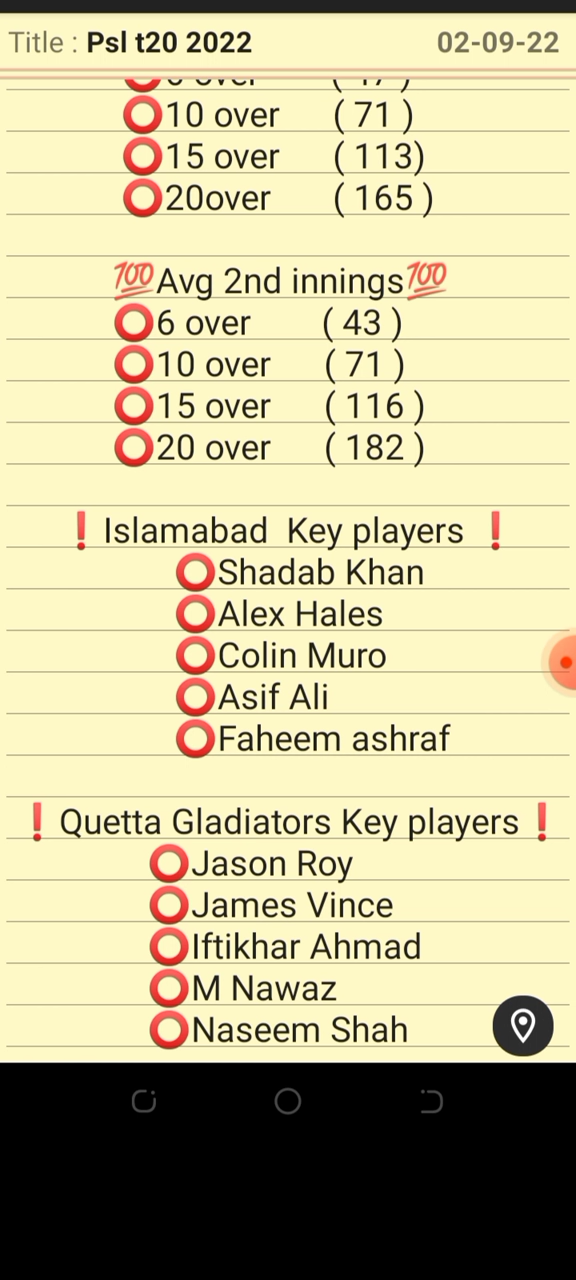 Title : Psl t20 2022 02-09-22
10 over ( 71 )
15 over ( 113)
20over ( 165 )
💯Avg 2nd innings💯
⭕6 over ( 43 )
⭕10 over ( 71 )
⭕15 over ( 116 )
⭕20 over ( 182 )
❗Islamabad Key players ❗
⭕Shadab Khan
⭕Alex Hales
⭕Colin Muro
⭕Asif Ali
⭕Faheem ashraf
❗Quetta Gladiators Key players❗
⭕Jason Roy
⭕James Vince
⭕Iftikhar Ahmad
⭕M Nawaz
⭕Naseem Shah